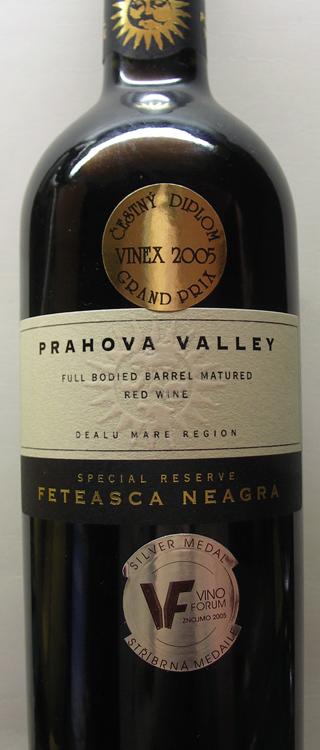 ČESTNÝ DIPLOM
VINEX 2005
GRAND PRIX
PRAHOVA VALLEY
FULL BODIED BARREL MATURED
RED WINE
DEALU MARE REGION
SPECIAL RESERVE
FETEASCA NEAGRA
SILVER MEDAL
VF
VINO
FORUM
ZNOJMO 2005
STŘÍBRNÁ MEDAILE